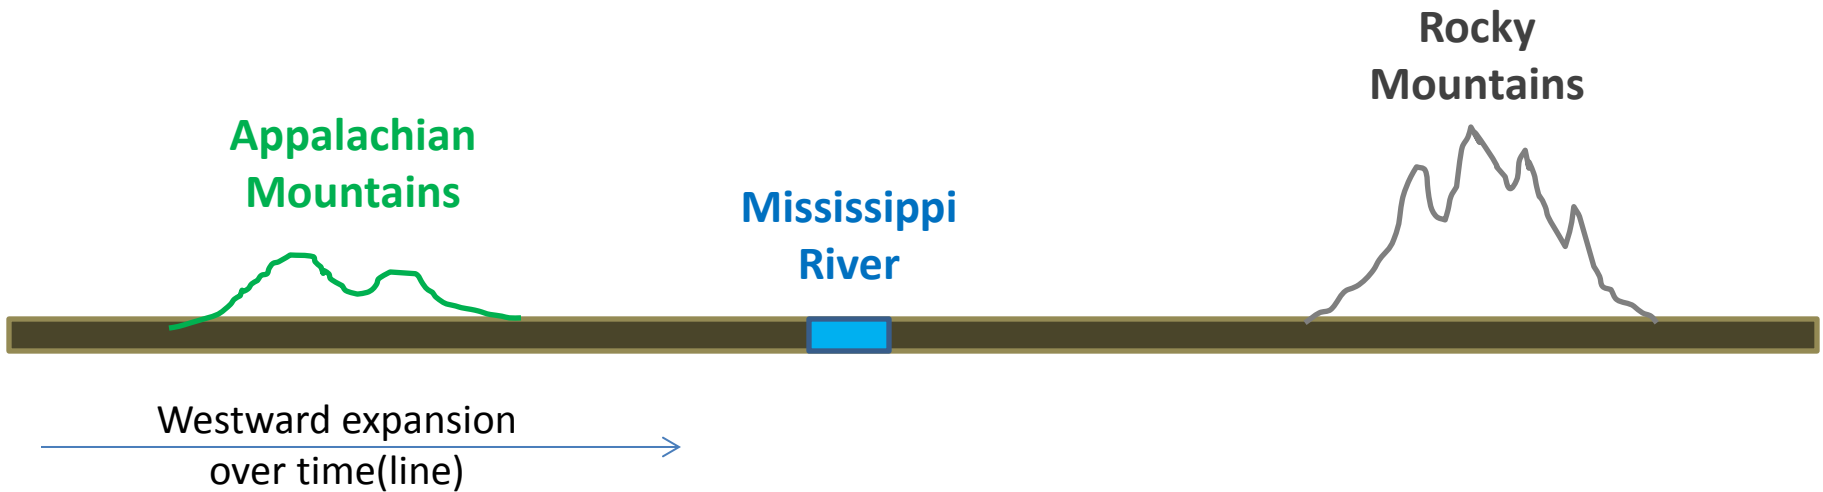 Rocky
Mountains
Appalachian
Mountains
Mississippi
River
Westward expansion
over time(line)